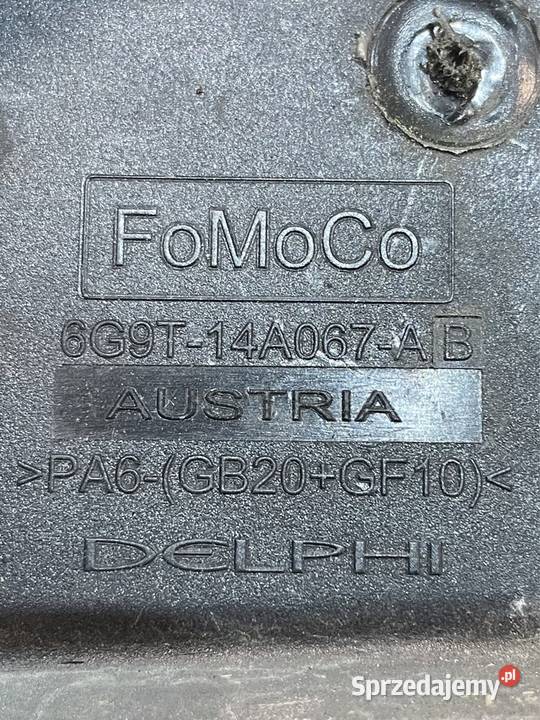 FoMoCo
6G9T-14A067-AB
AUSTRIA
>PA6-(GB20+GF10)<
DELPHI
Sprzedajemy.pl